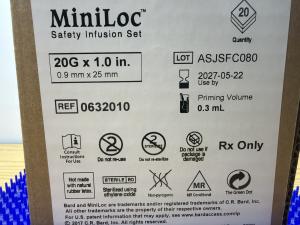 MiniLoc™
Safety Infusion Set
20
Quantity
20G x 1.0 in.
0.9 mm x 25 mm
LOT ASJSFC080
2027-05-22
Use by
REF 0632010
Priming Volume
0.3 mL
Consult
Instructions
For Use
Do not re-use
Do not re-sterilize
Do not use if
package is
damaged
Rx Only
Not made
with natural
rubber latex.
STERILE EO
Sterilized using
ethylene oxide
Non-pyrogenic
MR
MR Conditional
The Green Dot
Bard and MiniLoc are trademarks and/or registered trademarks of C. R. Bard, Inc.
All other trademarks are the property of their respective owners.
For U.S. patent information that may apply, see www.bardaccess.com/patent
© 2017 C.R. Bard, Inc. All rights reserved.